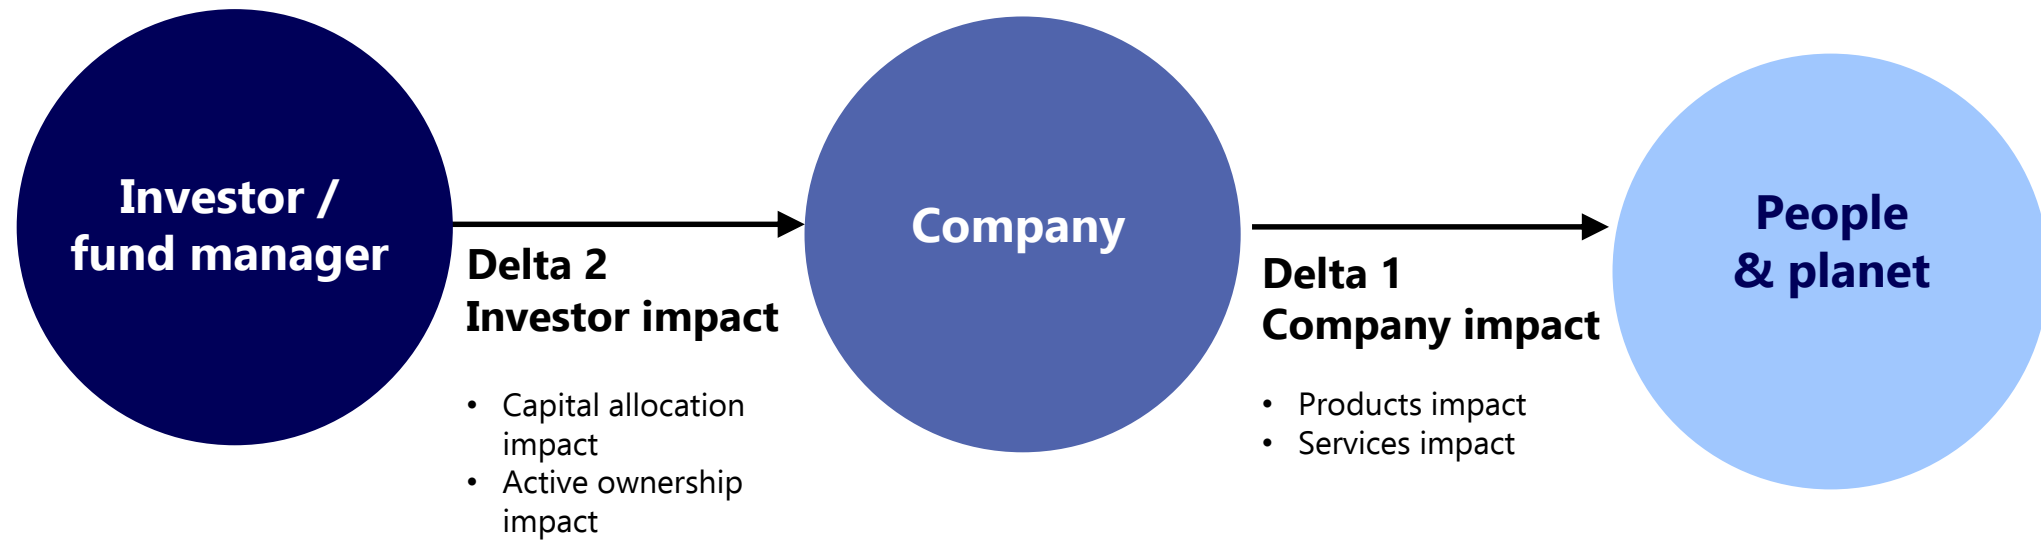 Investor /
fund manager
Delta 2
Investor impact
• Capital allocation
impact
• Active ownership
impact
Company
Delta 1
Company impact
• Products impact
• Services impact
People
& planet